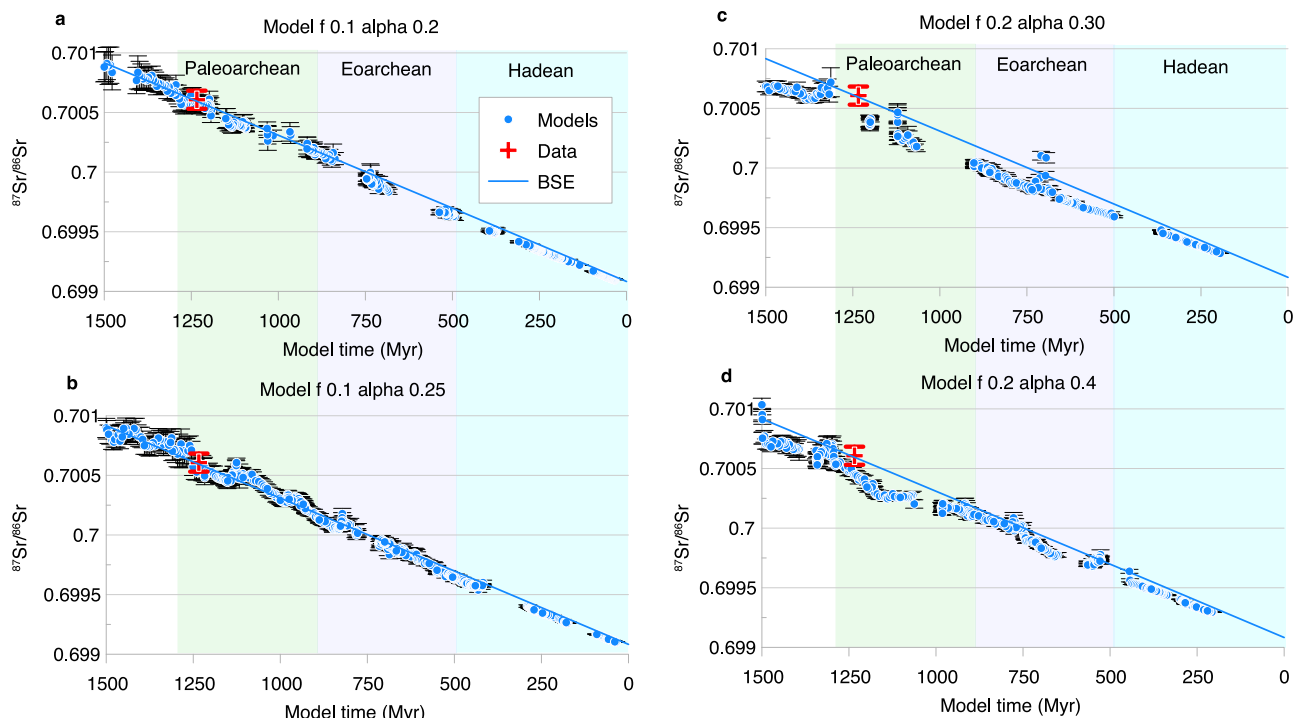 a
Model f 0.1 alpha 0.2
0.701
0.7005
0.7
0.6995
0.699
⁸⁷Sr/⁸⁶Sr
Paleoarchean
Eoarchean
Hadean
Models
Data
BSE
1500
1250
1000
750
500
250
0
Model time (Myr)
b
Model f 0.1 alpha 0.25
0.701
0.7005
0.7
0.6995
0.699
⁸⁷Sr/⁸⁶Sr
1500
1250
1000
750
500
250
0
Model time (Myr)
c
Model f 0.2 alpha 0.30
0.701
0.7005
0.7
0.6995
0.699
⁸⁷Sr/⁸⁶Sr
Paleoarchean
Eoarchean
Hadean
1500
1250
1000
750
500
250
0
Model time (Myr)
d
Model f 0.2 alpha 0.4
0.701
0.7005
0.7
0.6995
0.699
⁸⁷Sr/⁸⁶Sr
1500
1250
1000
750
500
250
0
Model time (Myr)